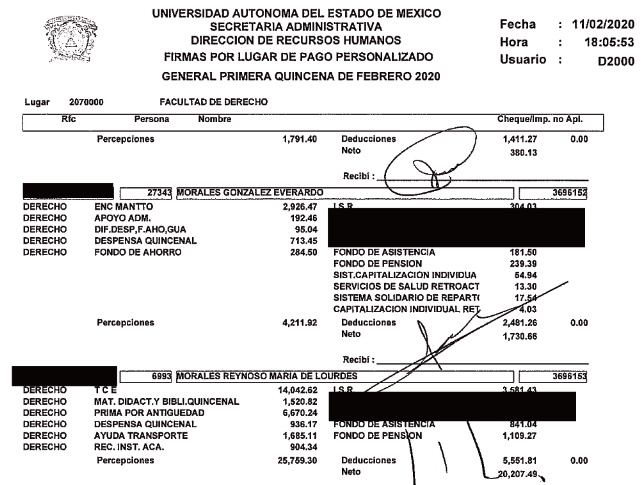 UNIVERSIDAD AUTONOMA DEL ESTADO DE MEXICO
SECRETARIA ADMINISTRATIVA
DIRECCION DE RECURSOS HUMANOS
FIRMAS POR LUGAR DE PAGO PERSONALIZADO
GENERAL PRIMERA QUINCENA DE FEBRERO 2020
Fecha : 11/02/2020
Hora : 18:05:53
Usuario : D2000
Lugar 2070000 FACULTAD DE DERECHO
Rfc Persona Nombre Cheque/Imp. no Apl.
Percepciones 1,791.40 Deducciones 1,411.27 0.00
Neto 380.13
Recibí :
27343 MORALES GONZALEZ EVERARDO 3696152
DERECHO ENC MANTTO 2,926.47 I.S.R. 304.03
DERECHO APOYO ADM. 192.46
DERECHO DIF.DESP,F.AHO,GUA 95.04
DERECHO DESPENSA QUINCENAL 713.45
DERECHO FONDO DE AHORRO 284.50 FONDO DE ASISTENCIA 181.50
FONDO DE PENSION 239.39
SIST.CAPITALIZACION INDIVIDUA 54.94
SERVICIOS DE SALUD RETROACT 13.30
SISTEMA SOLIDARIO DE REPARTO 17.54
CAPITALIZACION INDIVIDUAL RET 4.03
Percepciones 4,211.92 Deducciones 2,481.26 0.00
Neto 1,730.66
Recibí :
6993 MORALES REYNOSO MARIA DE LOURDES 3696153
DERECHO T C E 14,042.62 I.S.R. 3,581.43
DERECHO MAT. DIDACT.Y BIBLI.QUINCENAL 1,520.82
DERECHO PRIMA POR ANTIGUEDAD 6,670.24
DERECHO DESPENSA QUINCENAL 936.17 FONDO DE ASISTENCIA 841.04
DERECHO AYUDA TRANSPORTE 1,685.11 FONDO DE PENSION 1,109.27
DERECHO REC. INST. ACA. 904.34
Percepciones 25,759.30 Deducciones 5,551.81 0.00
Neto 20,207.49